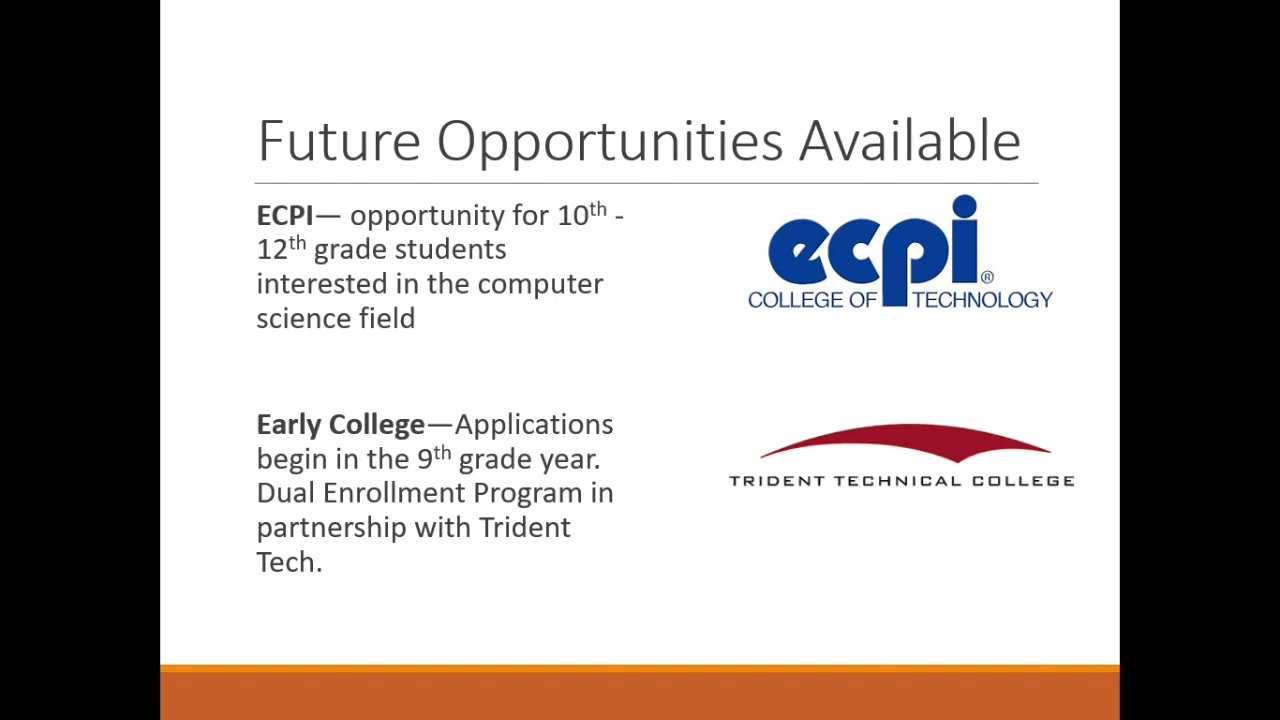 Future Opportunities Available
ECPI— opportunity for 10th -
12th grade students
interested in the computer
science field
ecpi®
COLLEGE OF TECHNOLOGY
Early College—Applications
begin in the 9th grade year.
Dual Enrollment Program in
partnership with Trident
Tech.
TRIDENT TECHNICAL COLLEGE